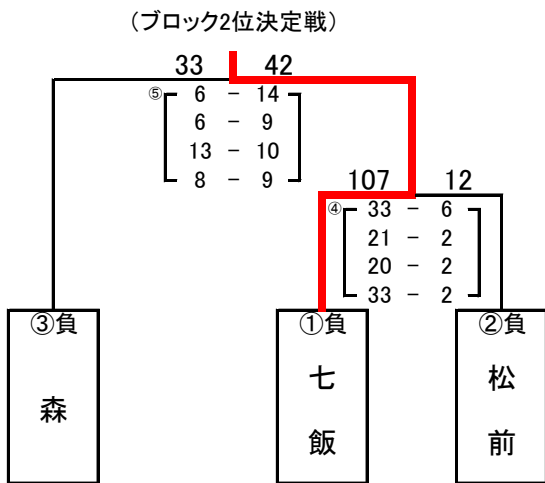 (ブロック2位決定戦)
33 42
⑤ 6 - 14
6 - 9
13 - 10
8 - 9
107 12
④ 33 - 6
21 - 2
20 - 2
33 - 2
③負 ①負 ②負
森
七飯
松前